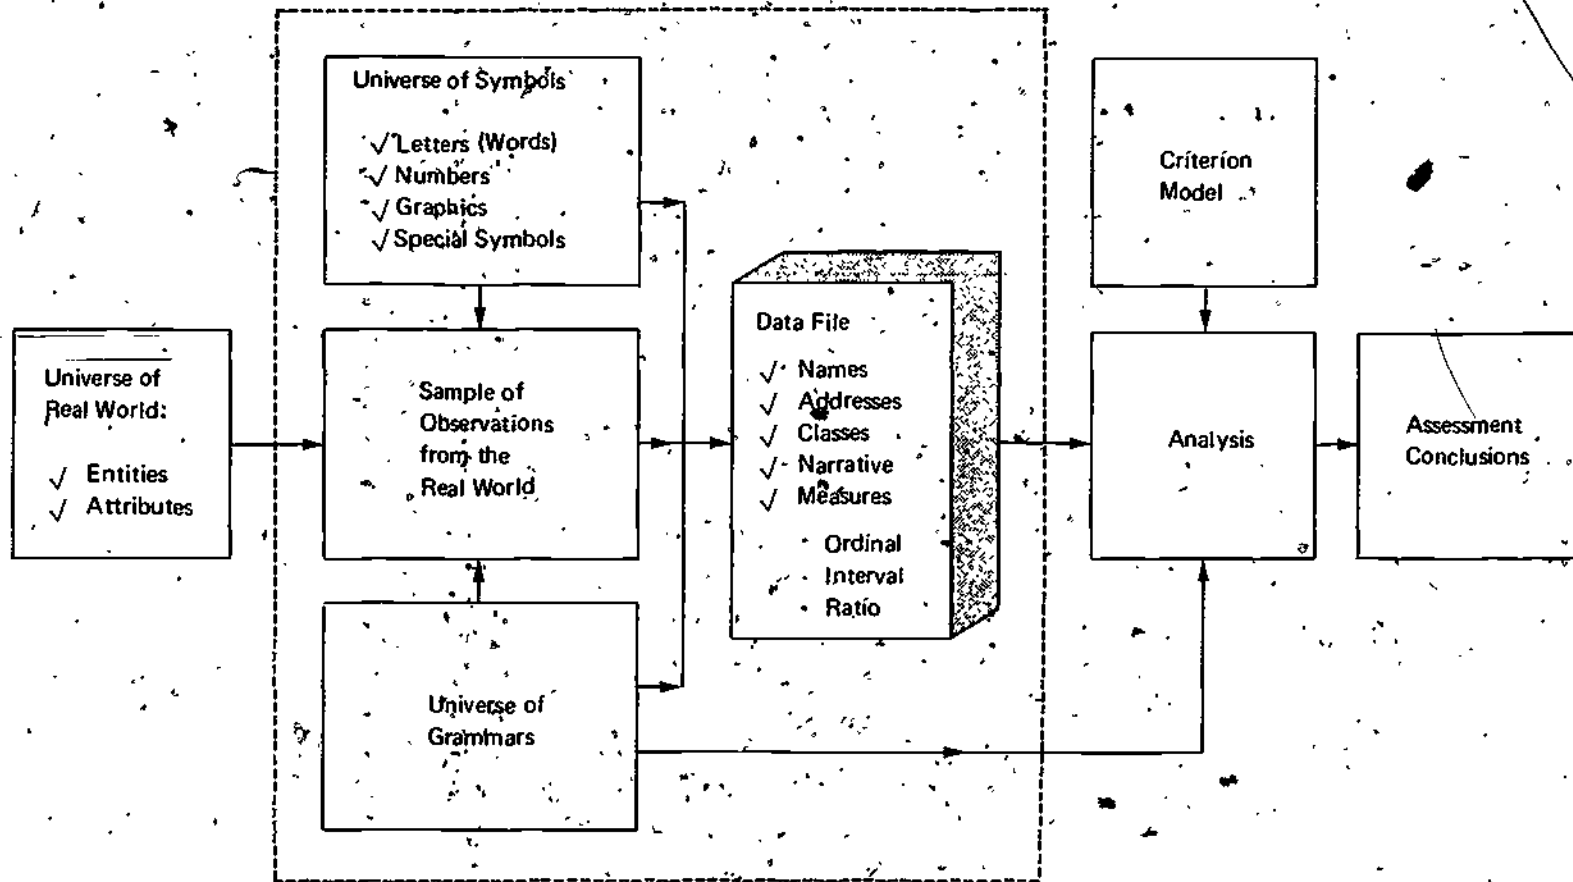 Universe of Symbols
√ Letters (Words)
√ Numbers
√ Graphics
√ Special Symbols
Universe of
Real World:
√ Entities
√ Attributes
Sample of
Observations
from the
Real World
Universe of
Grammars
Data File
√ Names
√ Addresses
√ Classes
√ Narrative
√ Measures
· Ordinal
· Interval
· Ratio
Criterion
Model
Analysis
Assessment
Conclusions